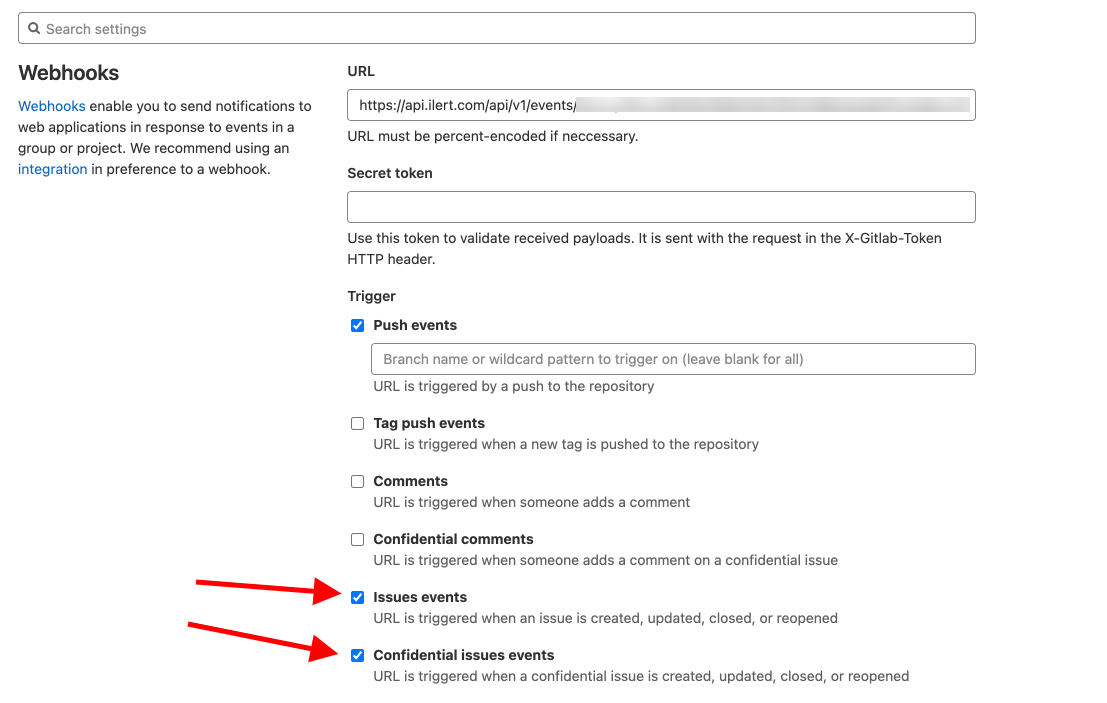 Search settings
Webhooks
Webhooks enable you to send notifications to
web applications in response to events in a
group or project. We recommend using an
integration in preference to a webhook.
URL
https://api.ilert.com/api/v1/events/
URL must be percent-encoded if neccessary.
Secret token
Use this token to validate received payloads. It is sent with the request in the X-Gitlab-Token
HTTP header.
Trigger
Push events
Branch name or wildcard pattern to trigger on (leave blank for all)
URL is triggered by a push to the repository
Tag push events
URL is triggered when a new tag is pushed to the repository
Comments
URL is triggered when someone adds a comment
Confidential comments
URL is triggered when someone adds a comment on a confidential issue
Issues events
URL is triggered when an issue is created, updated, closed, or reopened
Confidential issues events
URL is triggered when a confidential issue is created, updated, closed, or reopened